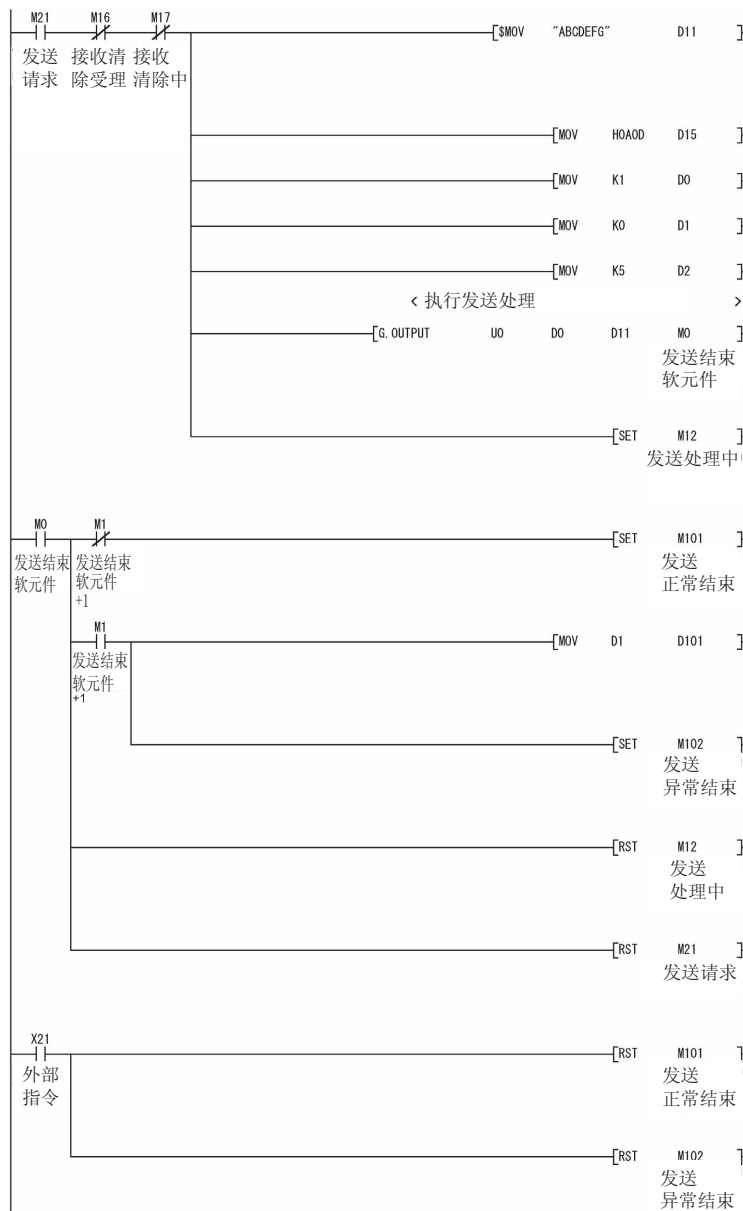 M21 M16 M17
[$MOV "ABCDEFG" D11 ]
发送 接收清 接收
请求 除受理 清除中
[MOV H0A0D D15 ]
[MOV K1 D0 ]
[MOV K0 D1 ]
[MOV K5 D2 ]
< 执行发送处理 >
[G. OUTPUT U0 D0 D11 M0 ]
发送结束
软元件
[SET M12 ]
发送处理中
M0 M1
[SET M101 ]
发送结束 发送结束 发送
软元件 软元件 正常结束
+1
M1
[MOV D1 D101 ]
发送结束
软元件
+1
[SET M102 ]
发送
异常结束
[RST M12 ]
发送
处理中
[RST M21 ]
发送请求
X21
[RST M101 ]
外部 发送
指令 正常结束
[RST M102 ]
发送
异常结束